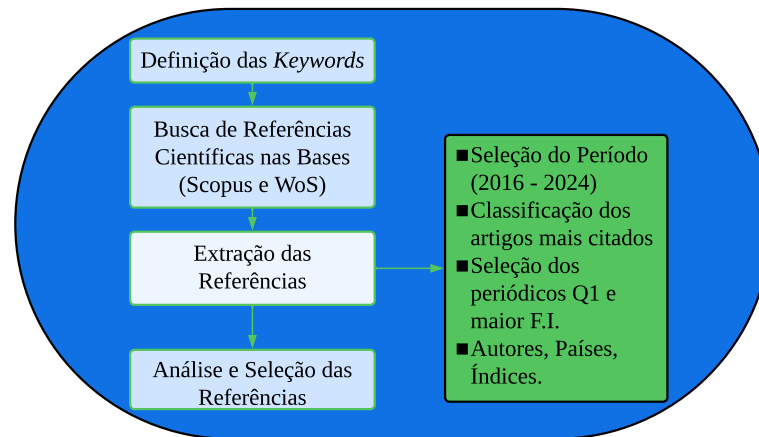 Definição das Keywords
Busca de Referências
Científicas nas Bases
(Scopus e WoS)
Extração das
Referências
Análise e Seleção das
Referências
■Seleção do Período
(2016 - 2024)
■Classificação dos
artigos mais citados
■Seleção dos
periódicos Q1 e
maior F.I.
■Autores, Países,
Índices.